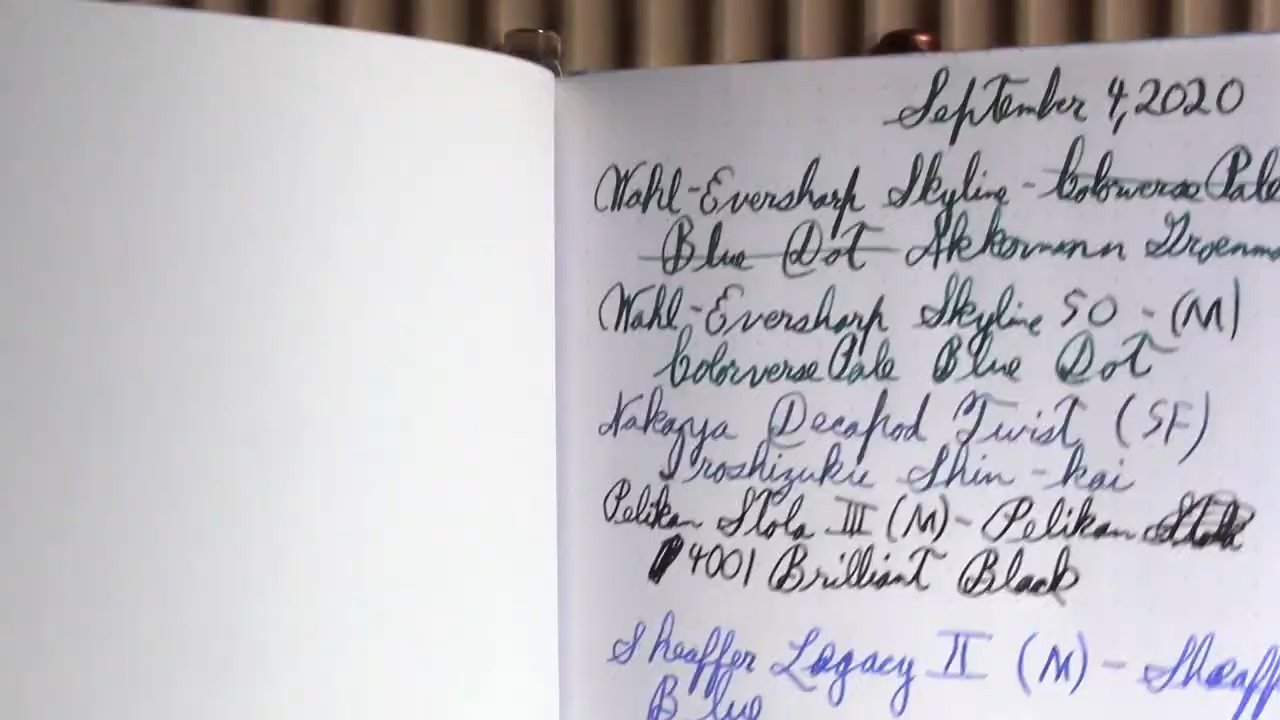 September 4, 2020
Wahl-Eversharp Skyline - Colorverse Pale
Blue Dot Akkerman Groenma
Wahl-Eversharp Skyline 50 - (M)
Colorverse Pale Blue Dot
Nakaya Decapod Twist (SF)
Iroshizuku Shin-kai
Pelikan Stola III (M) - Pelikan
4001 Brilliant Black
Sheaffer Legacy II (M) - Sheaff
Blue